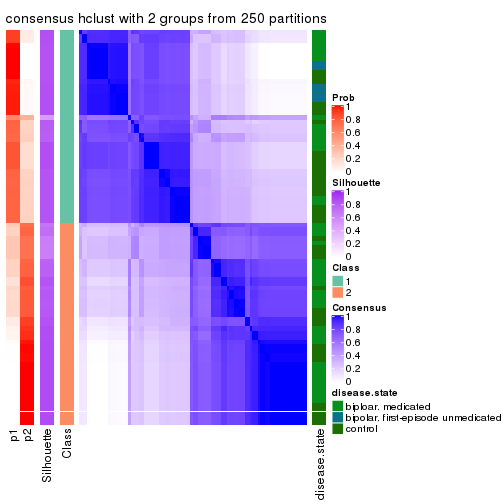 consensus hclust with 2 groups from 250 partitions
Prob
1
0.8
0.6
0.4
0.2
0
Silhouette
1
0.8
0.6
0.4
0.2
0
Class
1
2
Consensus
1
0.8
0.6
0.4
0.2
0
disease.state
biploar, medicated
bipolar, first-episode unmedicated
control
p1
p2
Silhouette
Class
disease.state